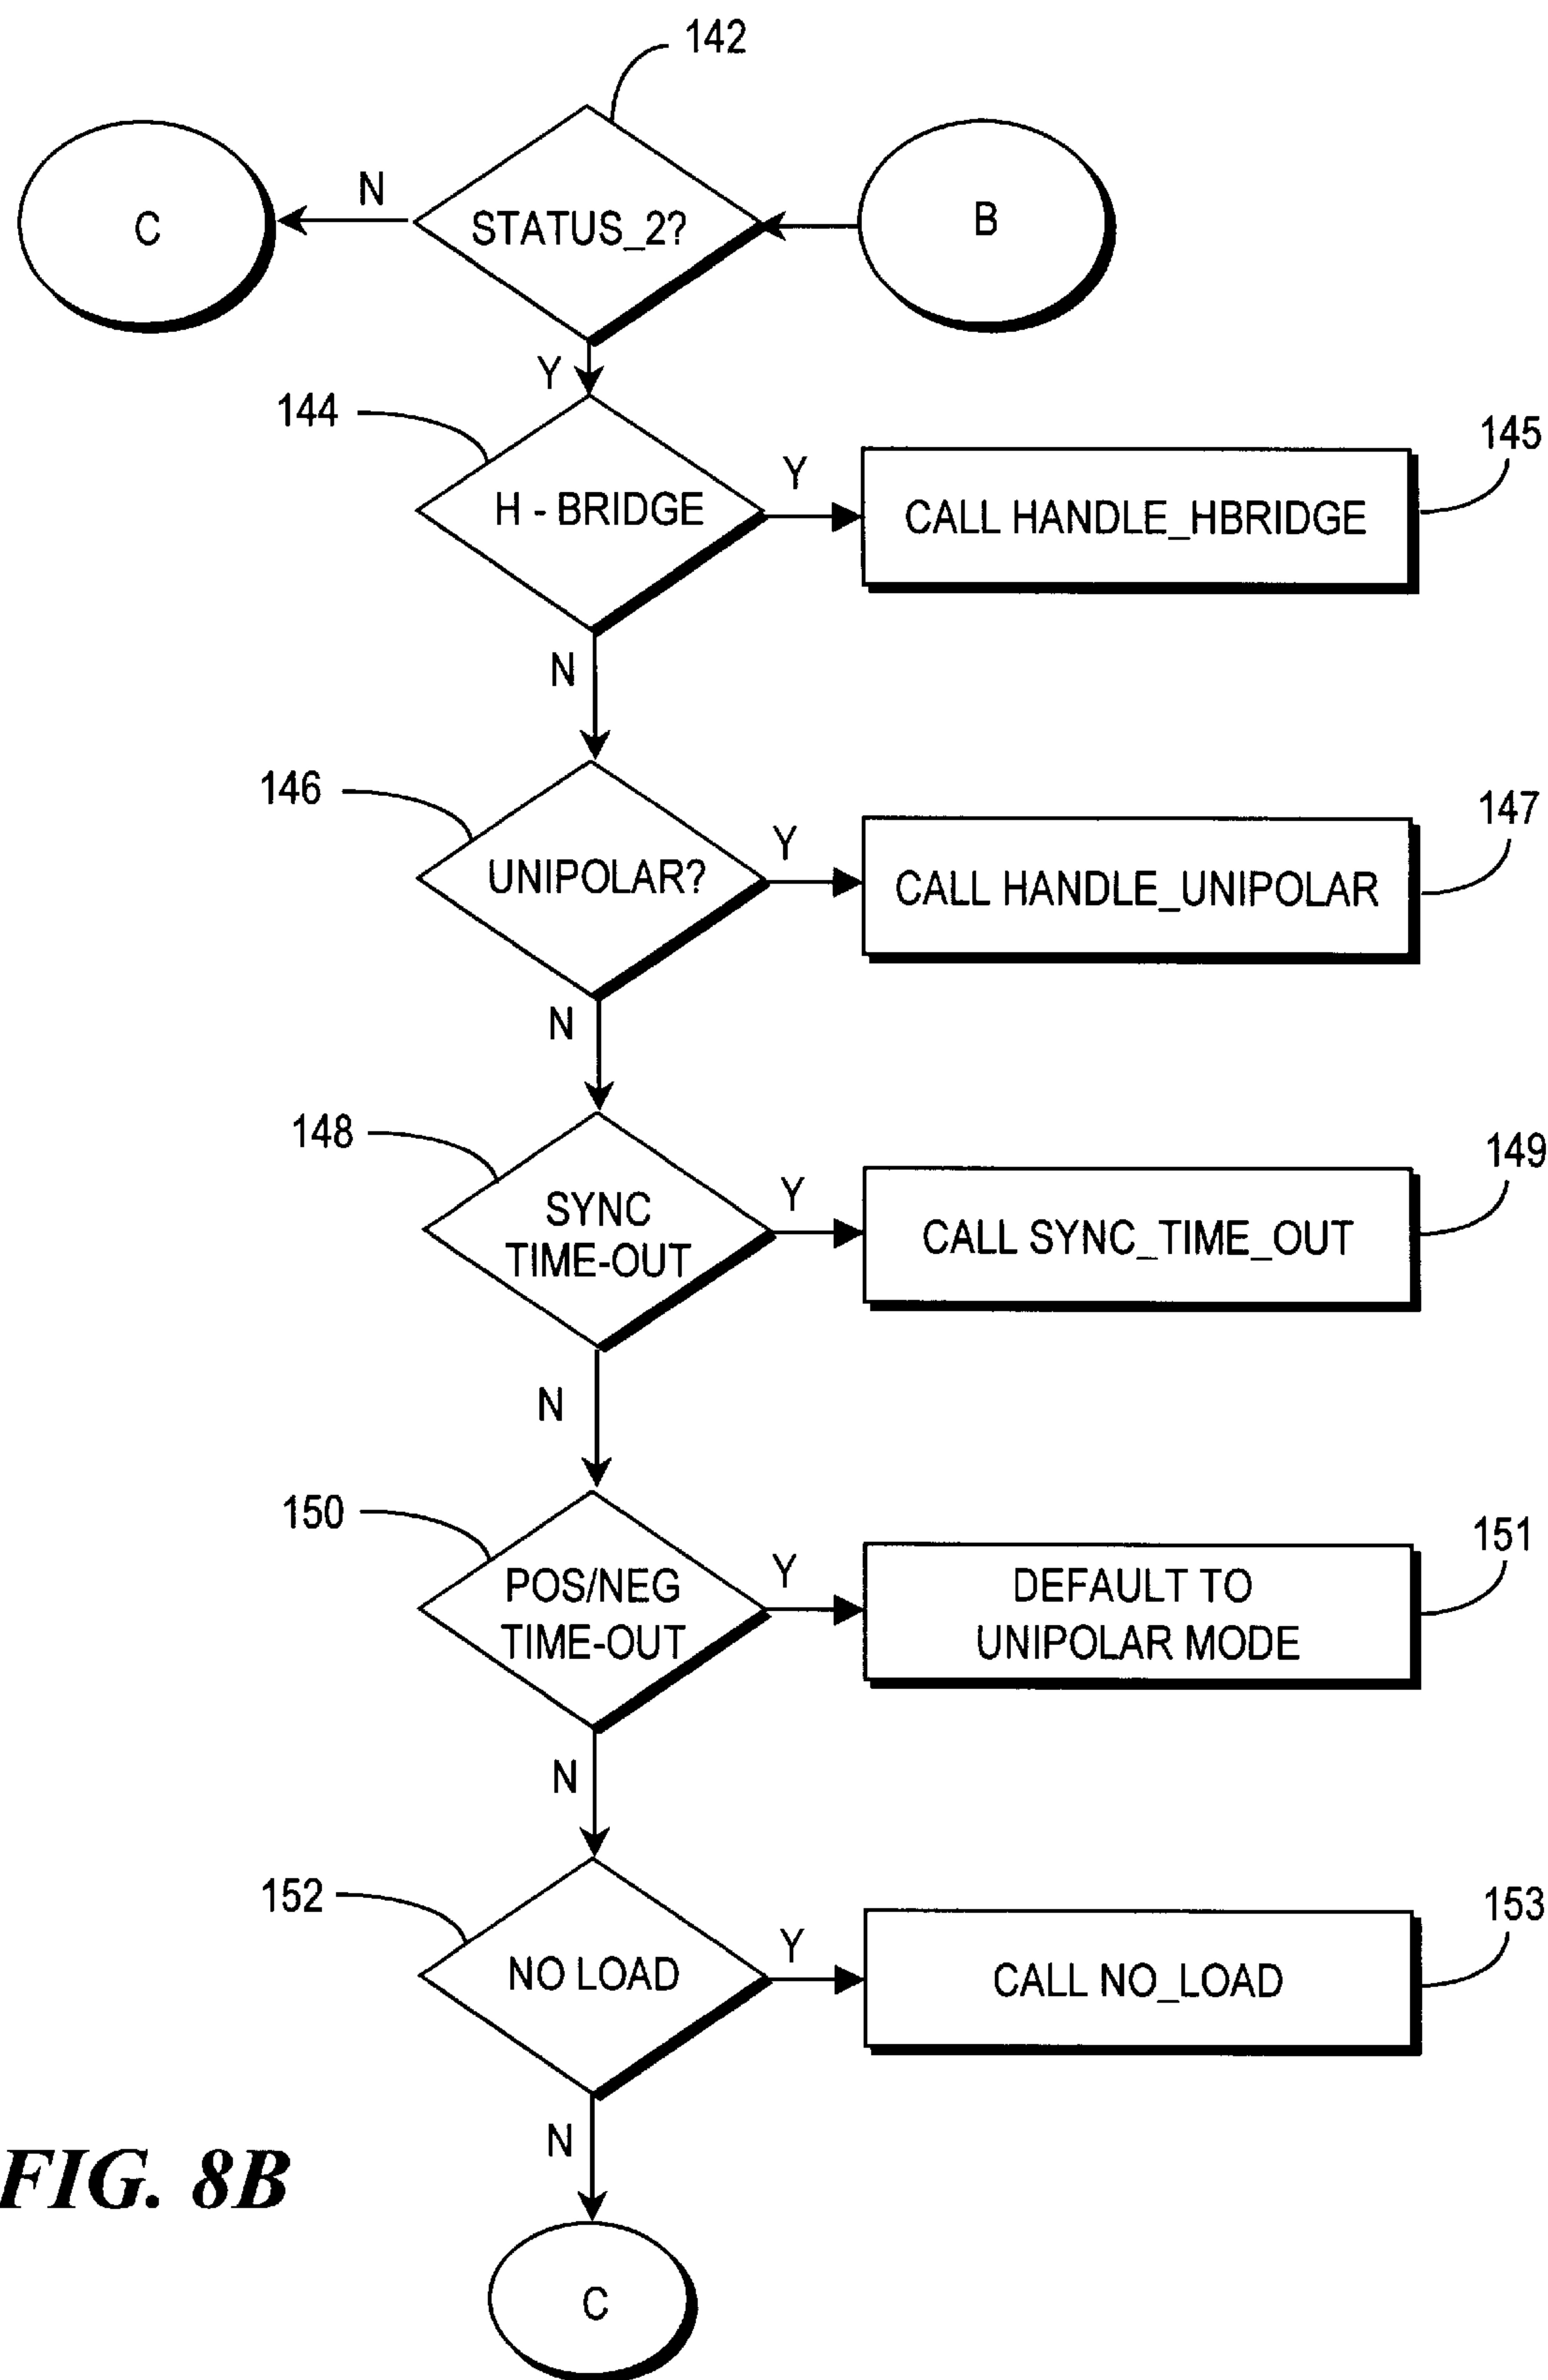 142
C
N
STATUS_2?
B
Y
144
H - BRIDGE
Y
CALL HANDLE_HBRIDGE
145
N
146
UNIPOLAR?
Y
CALL HANDLE_UNIPOLAR
147
N
148
SYNC
TIME-OUT
Y
CALL SYNC_TIME_OUT
149
N
150
POS/NEG
TIME-OUT
Y
DEFAULT TO
UNIPOLAR MODE
151
N
152
NO LOAD
Y
CALL NO_LOAD
153
N
FIG. 8B
C